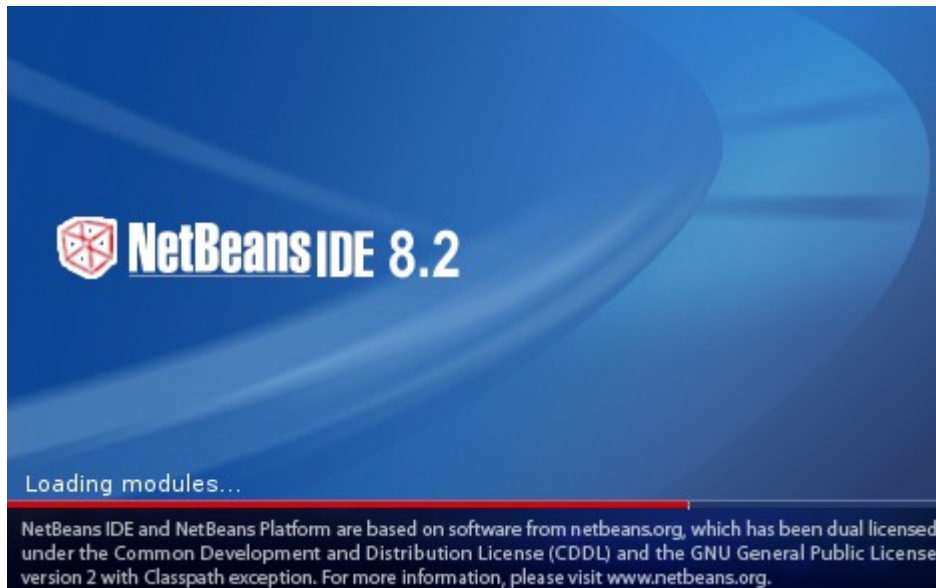 NetBeans IDE 8.2
Loading modules...
NetBeans IDE and NetBeans Platform are based on software from netbeans.org, which has been dual licensed
under the Common Development and Distribution License (CDDL) and the GNU General Public License
version 2 with Classpath exception. For more information, please visit www.netbeans.org.